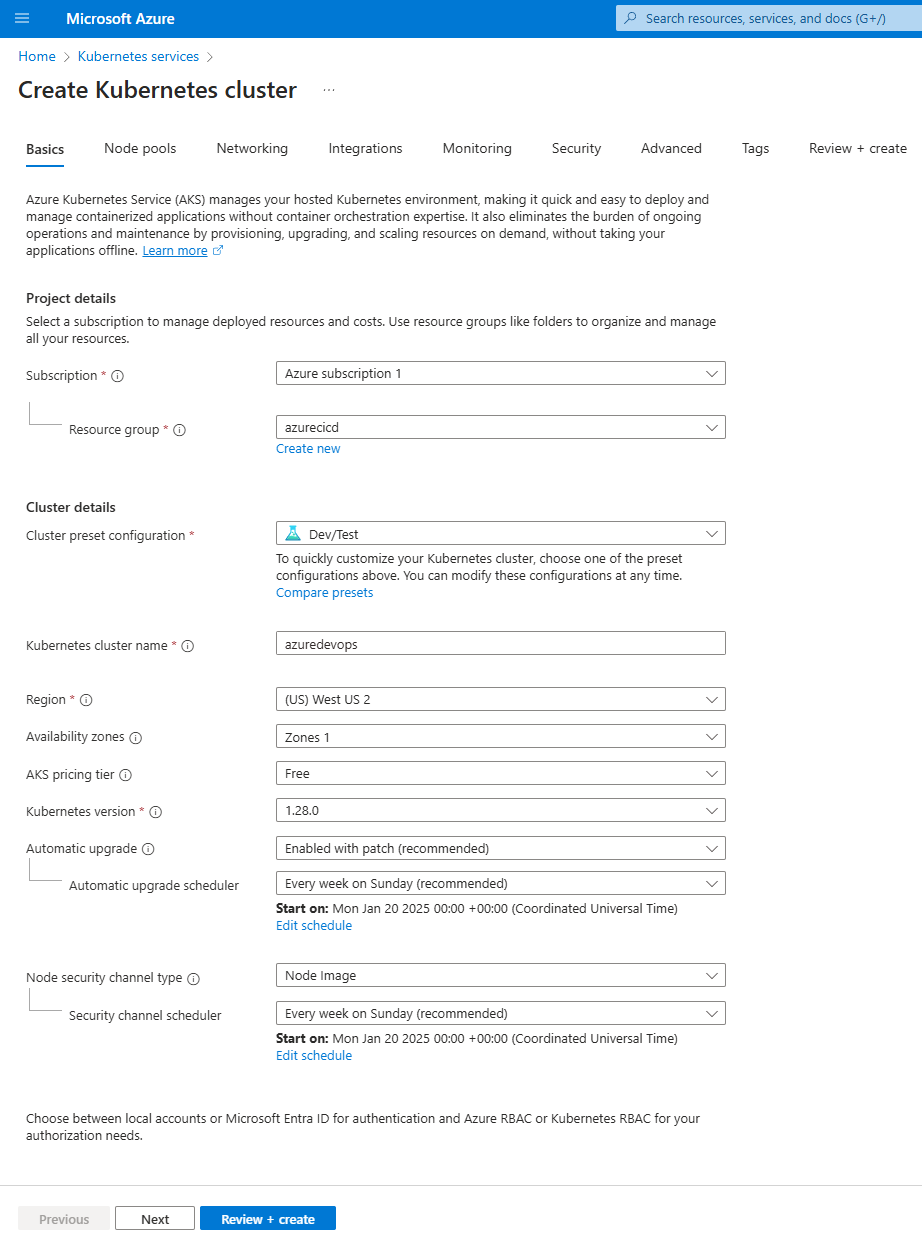 Microsoft Azure
Search resources, services, and docs (G+/)
Home > Kubernetes services >
Create Kubernetes cluster ...
Basics Node pools Networking Integrations Monitoring Security Advanced Tags Review + create
Azure Kubernetes Service (AKS) manages your hosted Kubernetes environment, making it quick and easy to deploy and
manage containerized applications without container orchestration expertise. It also eliminates the burden of ongoing
operations and maintenance by provisioning, upgrading, and scaling resources on demand, without taking your
applications offline. Learn more
Project details
Select a subscription to manage deployed resources and costs. Use resource groups like folders to organize and manage
all your resources.
Subscription *
Azure subscription 1
Resource group *
azurecicd
Create new
Cluster details
Cluster preset configuration *
Dev/Test
To quickly customize your Kubernetes cluster, choose one of the preset
configurations above. You can modify these configurations at any time.
Compare presets
Kubernetes cluster name *
azuredevops
Region *
(US) West US 2
Availability zones
Zones 1
AKS pricing tier
Free
Kubernetes version *
1.28.0
Automatic upgrade
Enabled with patch (recommended)
Automatic upgrade scheduler
Every week on Sunday (recommended)
Start on: Mon Jan 20 2025 00:00 +00:00 (Coordinated Universal Time)
Edit schedule
Node security channel type
Node Image
Security channel scheduler
Every week on Sunday (recommended)
Start on: Mon Jan 20 2025 00:00 +00:00 (Coordinated Universal Time)
Edit schedule
Choose between local accounts or Microsoft Entra ID for authentication and Azure RBAC or Kubernetes RBAC for your
authorization needs.
Previous
Next
Review + create